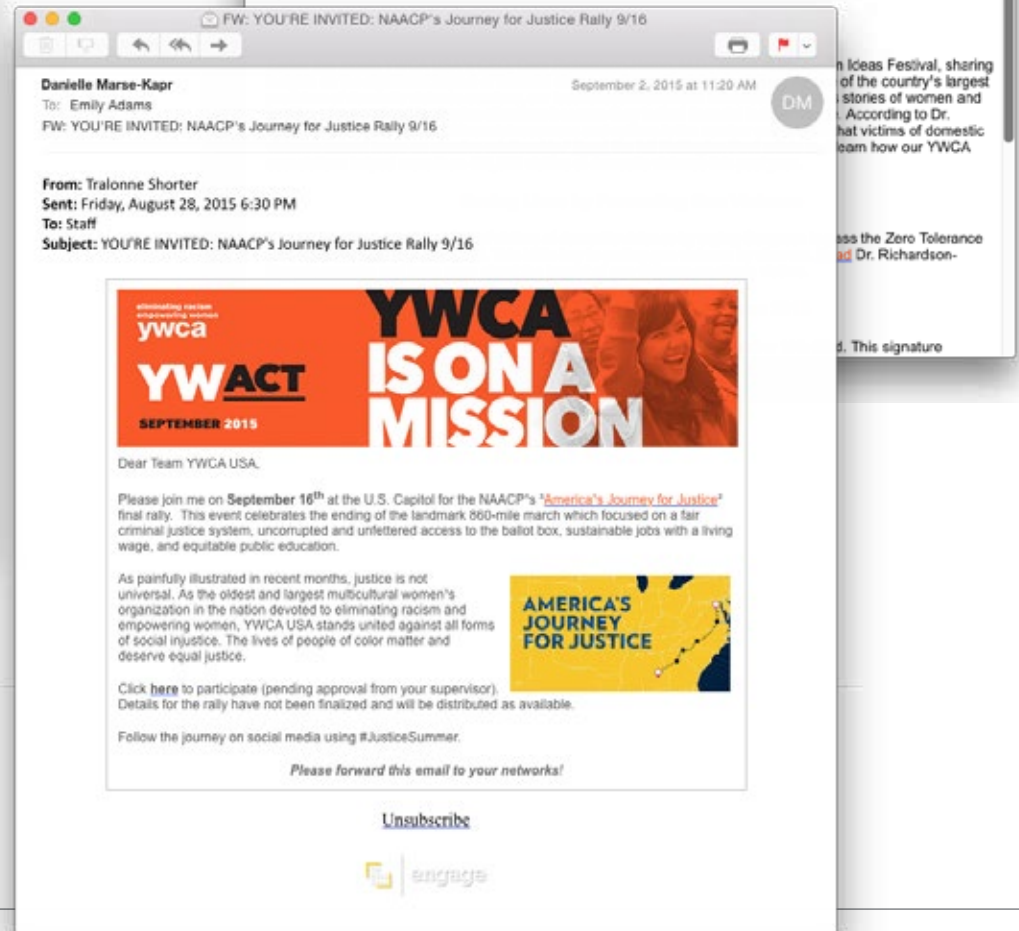 FW: YOU'RE INVITED: NAACP's Journey for Justice Rally 9/16
Danielle Marse-Kapr
September 2, 2015 at 11:20 AM
DM
To: Emily Adams
FW: YOU'RE INVITED: NAACP's Journey for Justice Rally 9/16
From: Tralonne Shorter
Sent: Friday, August 28, 2015 6:30 PM
To: Staff
Subject: YOU'RE INVITED: NAACP's Journey for Justice Rally 9/16
eliminating racism
empowering women
ywca
YWACT
SEPTEMBER 2015
YWCA
IS ON A
MISSION
Dear Team YWCA USA,
Please join me on September 16th at the U.S. Capitol for the NAACP's "America's Journey for Justice"
final rally. This event celebrates the ending of the landmark 860-mile march which focused on a fair
criminal justice system, uncorrupted and unfettered access to the ballot box, sustainable jobs with a living
wage, and equitable public education.
As painfully illustrated in recent months, justice is not
universal. As the oldest and largest multicultural women's
organization in the nation devoted to eliminating racism and
empowering women, YWCA USA stands united against all forms
of social injustice. The lives of people of color matter and
deserve equal justice.
AMERICA'S
JOURNEY
FOR JUSTICE
Click here to participate (pending approval from your supervisor).
Details for the rally have not been finalized and will be distributed as available.
Follow the journey on social media using #JusticeSummer.
Please forward this email to your networks!
Unsubscribe
engage
Ideas Festival, sharing
of the country's largest
stories of women and
. According to Dr.
hat victims of domestic
learn how our YWCA
ass the Zero Tolerance
ad Dr. Richardson-
d. This signature